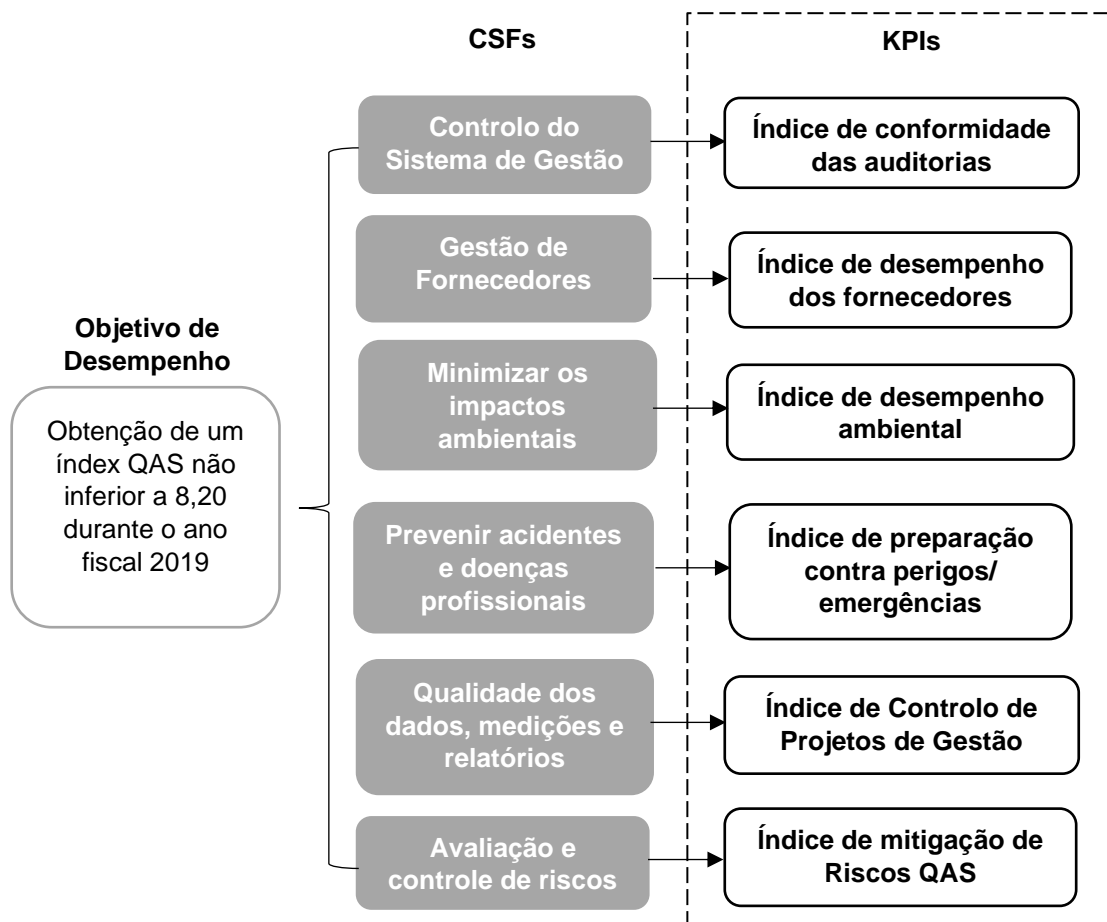 CSFs
KPIs
Objetivo de
Desempenho
Obtenção de um
índex QAS não
inferior a 8,20
durante o ano
fiscal 2019
Controlo do
Sistema de Gestão
Índice de conformidade
das auditorias
Gestão de
Fornecedores
Índice de desempenho
dos fornecedores
Minimizar os
impactos
ambientais
Índice de desempenho
ambiental
Prevenir acidentes
e doenças
profissionais
Índice de preparação
contra perigos/
emergências
Qualidade dos
dados, medições e
relatórios
Índice de Controlo de
Projetos de Gestão
Avaliação e
controle de riscos
Índice de mitigação de
Riscos QAS